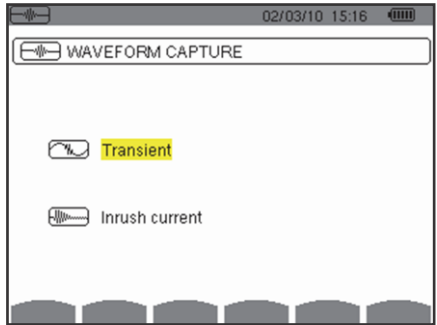 02/03/10 15:16
WAVEFORM CAPTURE
Transient
Inrush current